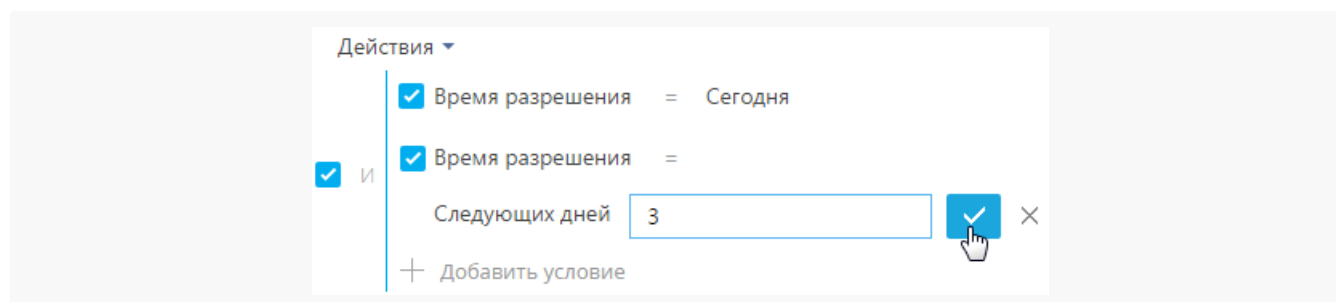 Действия
Время разрешения = Сегодня
Время разрешения =
И
Следующих дней 3
Добавить условие